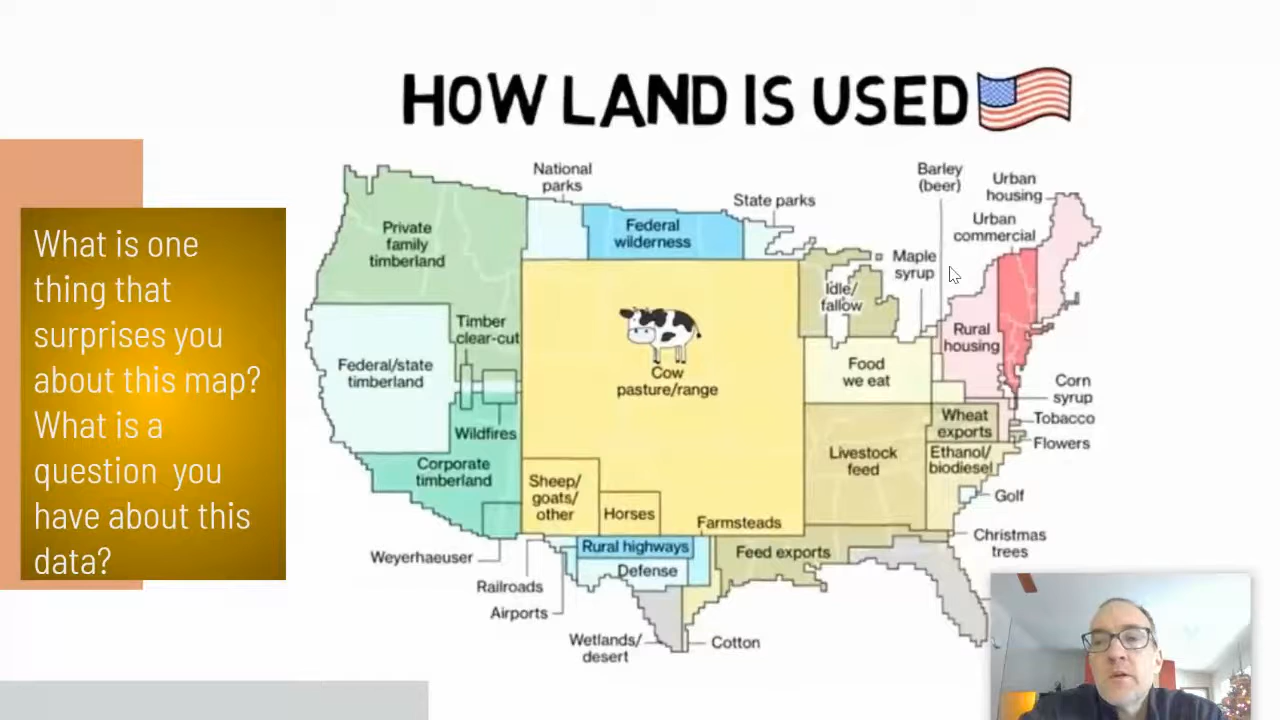 HOW LAND IS USED
What is one
thing that
surprises you
about this map?
What is a
question you
have about this
data?
National
parks
Private
family
timberland
Federal
wilderness
State parks
Barley
(beer)
Urban
housing
Urban
commercial
Maple
syrup
Idle/
fallow
Timber
clear-cut
Federal/state
timberland
Cow
pasture/range
Food
we eat
Rural
housing
Corn
syrup
Tobacco
Wheat
exports
Flowers
Wildfires
Corporate
timberland
Livestock
feed
Ethanol/
biodiesel
Sheep/
goats/
other
Horses
Golf
Farmsteads
Christmas
trees
Rural highways
Feed exports
Weyerhaeuser
Defense
Railroads
Airports
Wetlands/
desert
Cotton